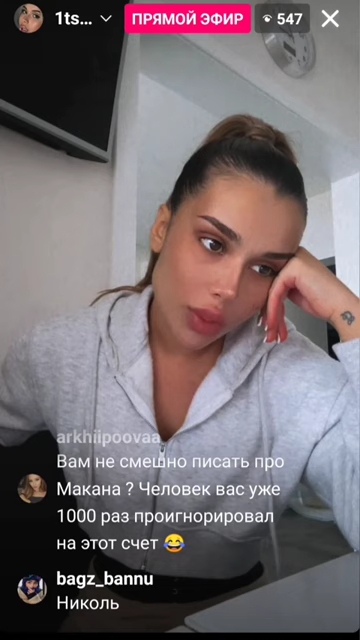 1ts...
ПРЯМОЙ ЭФИР
547
arkhiipoovaa
Вам не смешно писать про
Макана ? Человек вас уже
1000 раз проигнорировал
на этот счет 😂
bagz_bannu
Николь